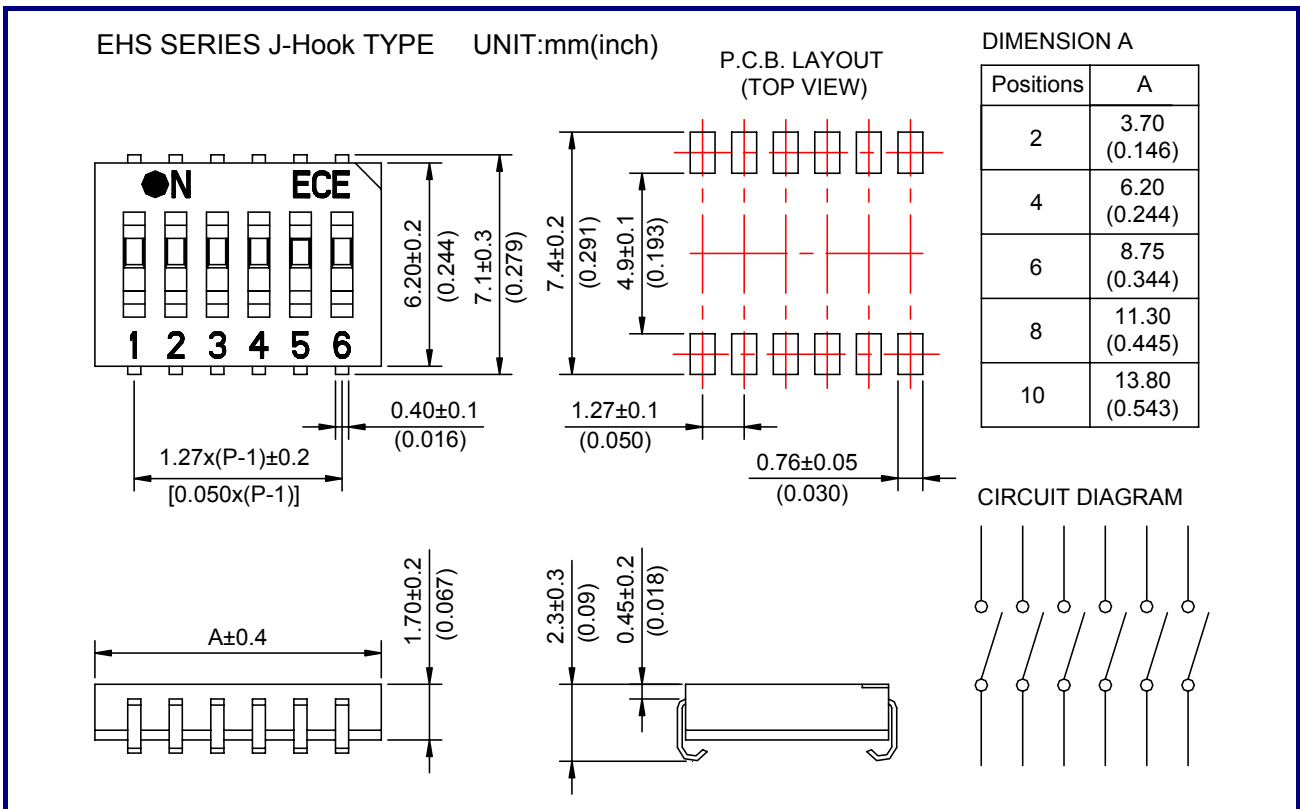 EHS SERIES J-Hook TYPE UNIT:mm(inch)
P.C.B. LAYOUT
(TOP VIEW)
DIMENSION A
Positions A
2 3.70
(0.146)
4 6.20
(0.244)
6 8.75
(0.344)
8 11.30
(0.445)
10 13.80
(0.543)
ON ECE
1 2 3 4 5 6
6.20±0.2
(0.244)
7.1±0.3
(0.279)
7.4±0.2
(0.291)
4.9±0.1
(0.193)
0.40±0.1
(0.016)
1.27x(P-1)±0.2
[0.050x(P-1)]
1.27±0.1
(0.050)
0.76±0.05
(0.030)
CIRCUIT DIAGRAM
A±0.4
1.70±0.2
(0.067)
2.3±0.3
(0.09)
0.45±0.2
(0.018)